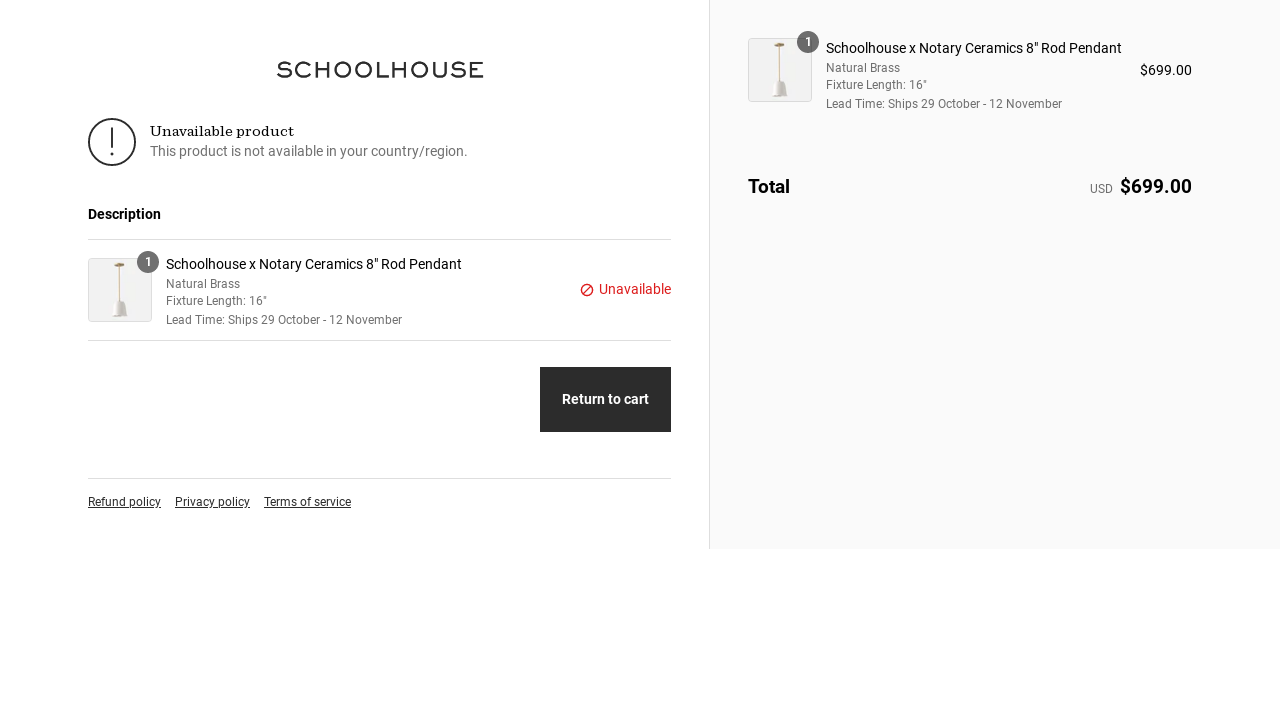 SCHOOLHOUSE
Unavailable product
This product is not available in your country/region.
Description
1
Schoolhouse x Notary Ceramics 8" Rod Pendant
Natural Brass
Fixture Length: 16"
Lead Time: Ships 29 October - 12 November
Unavailable
Return to cart
Refund policy Privacy policy Terms of service
1
Schoolhouse x Notary Ceramics 8" Rod Pendant
Natural Brass
Fixture Length: 16"
Lead Time: Ships 29 October - 12 November
$699.00
Total USD $699.00